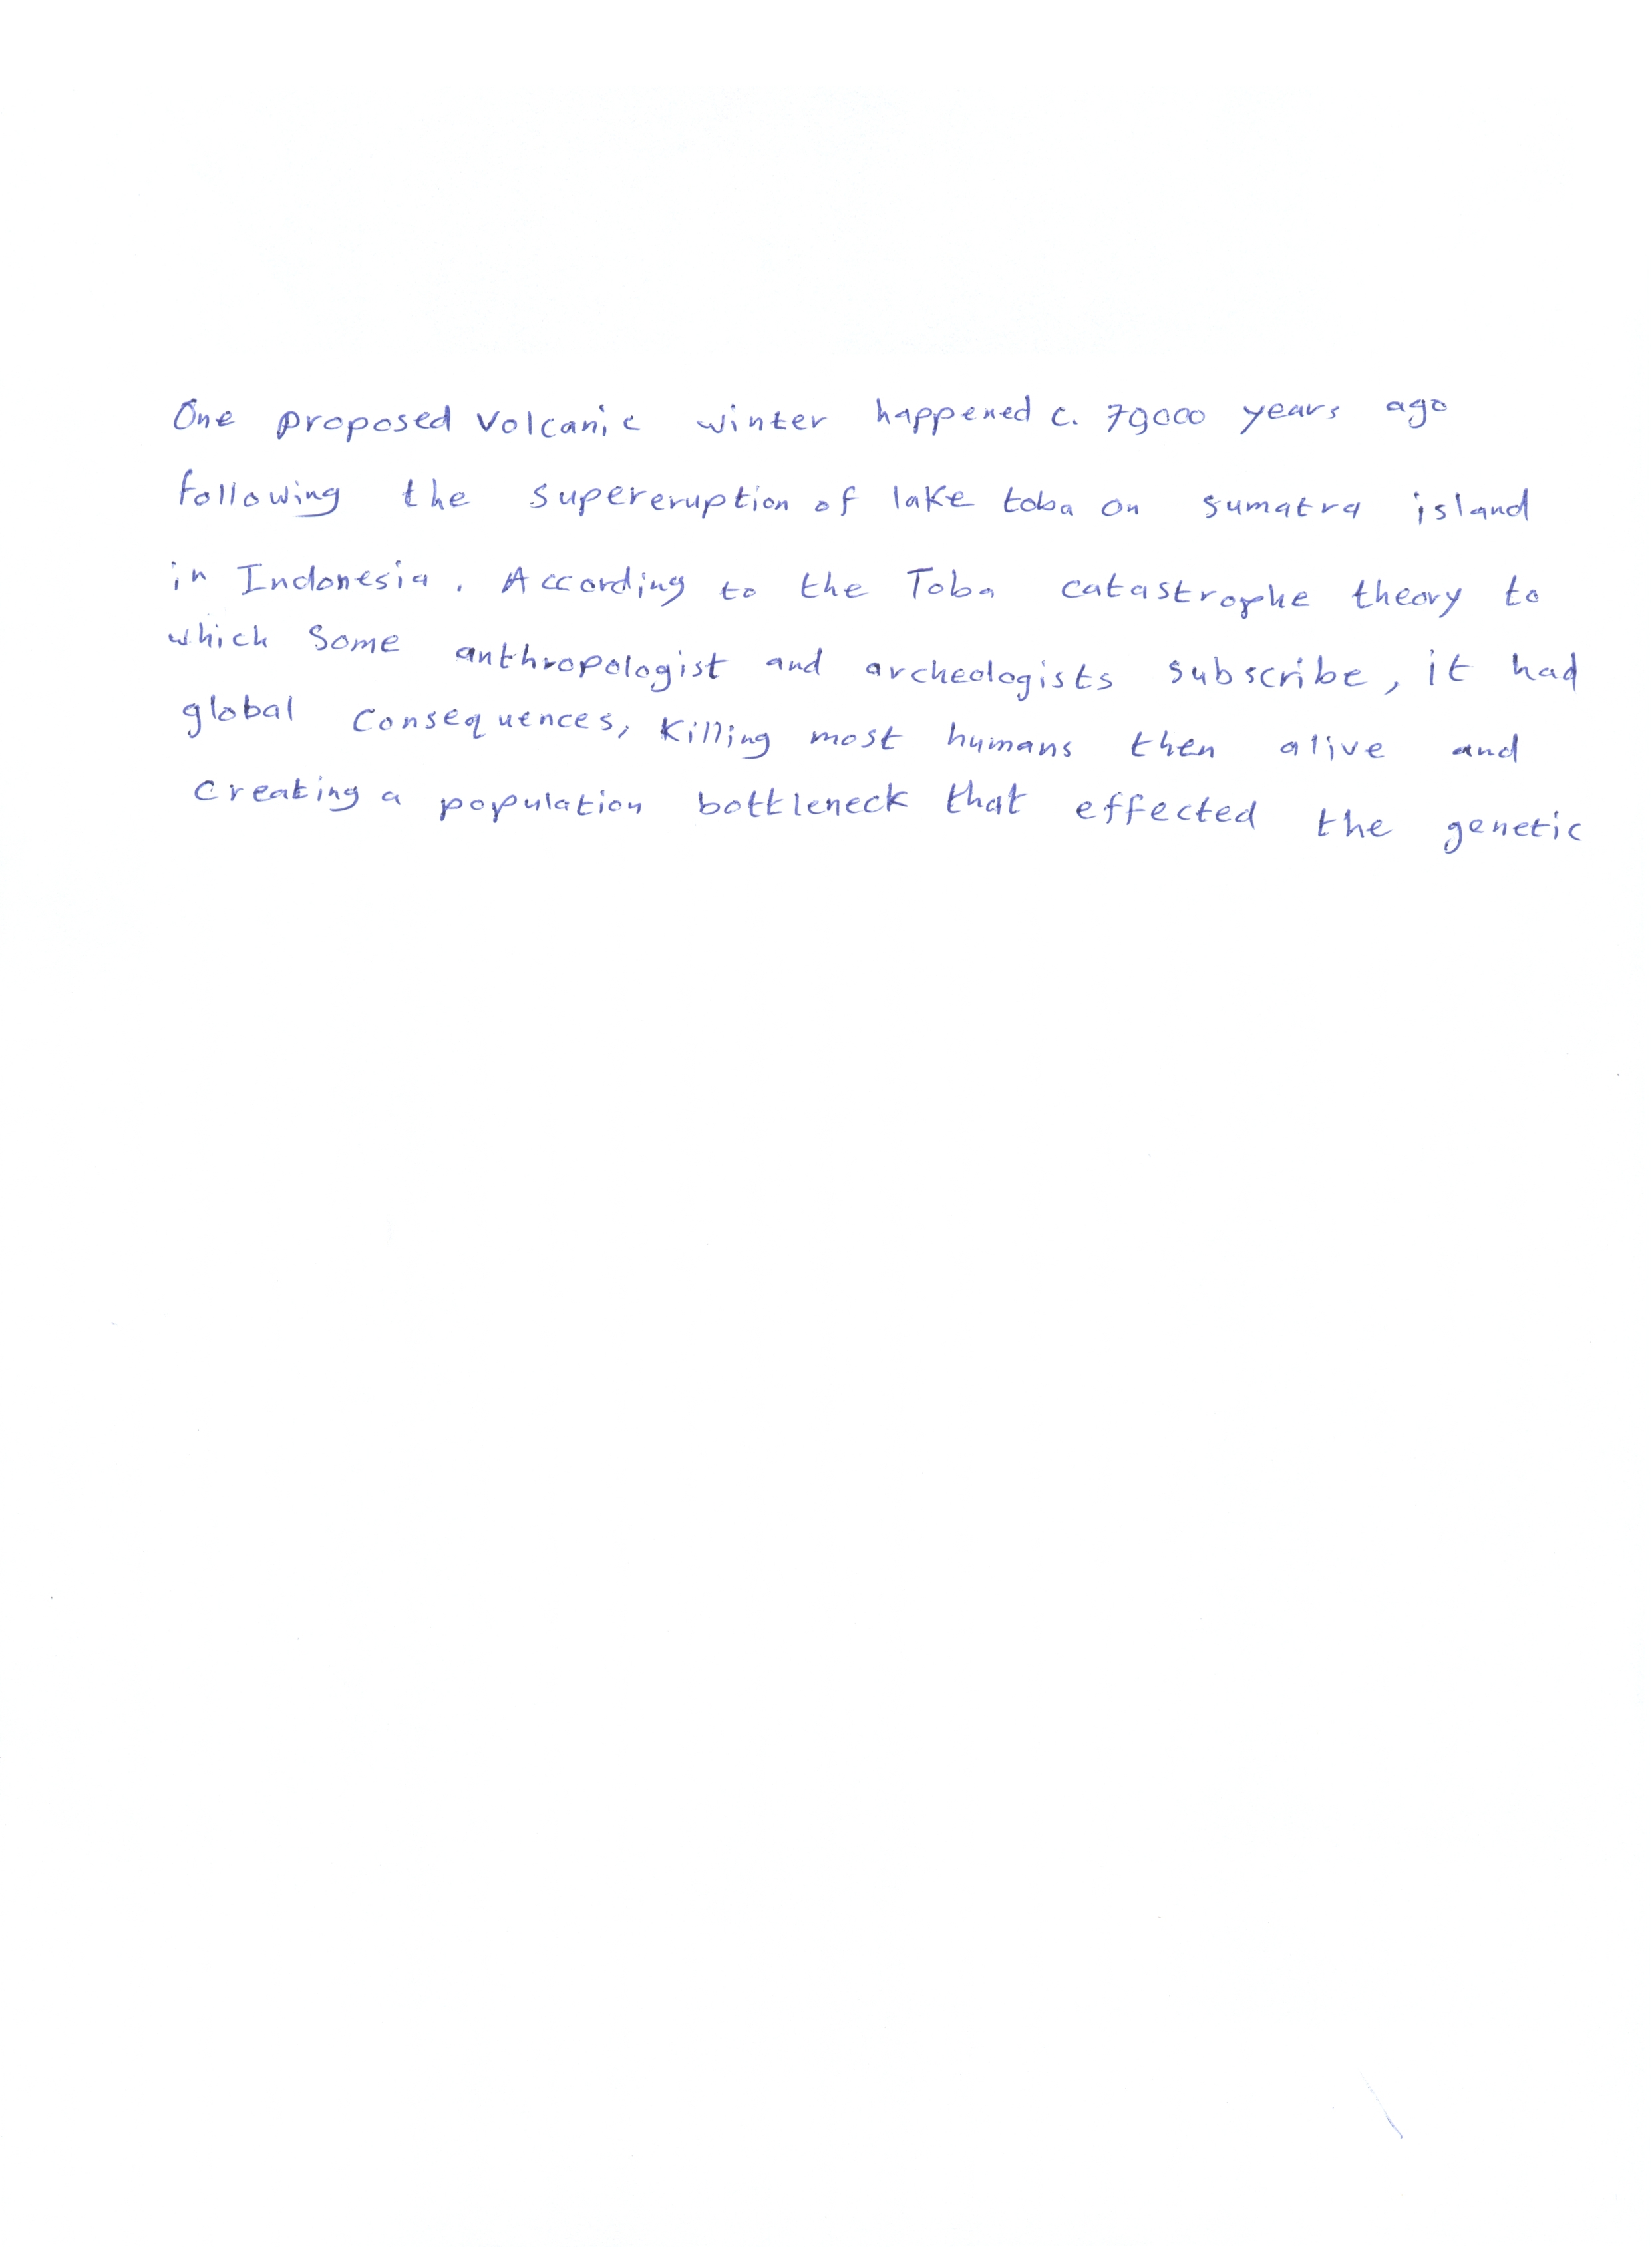 One proposed volcanic winter happened c. 79000 years ago
following the supereruption of lake toba on sumatra island
in Indonesia. According to the Toba catastrophe theory to
which some anthropologist and archeologists subscribe, it had
global consequences, killing most humans then alive and
creating a population bottleneck that effected the genetic